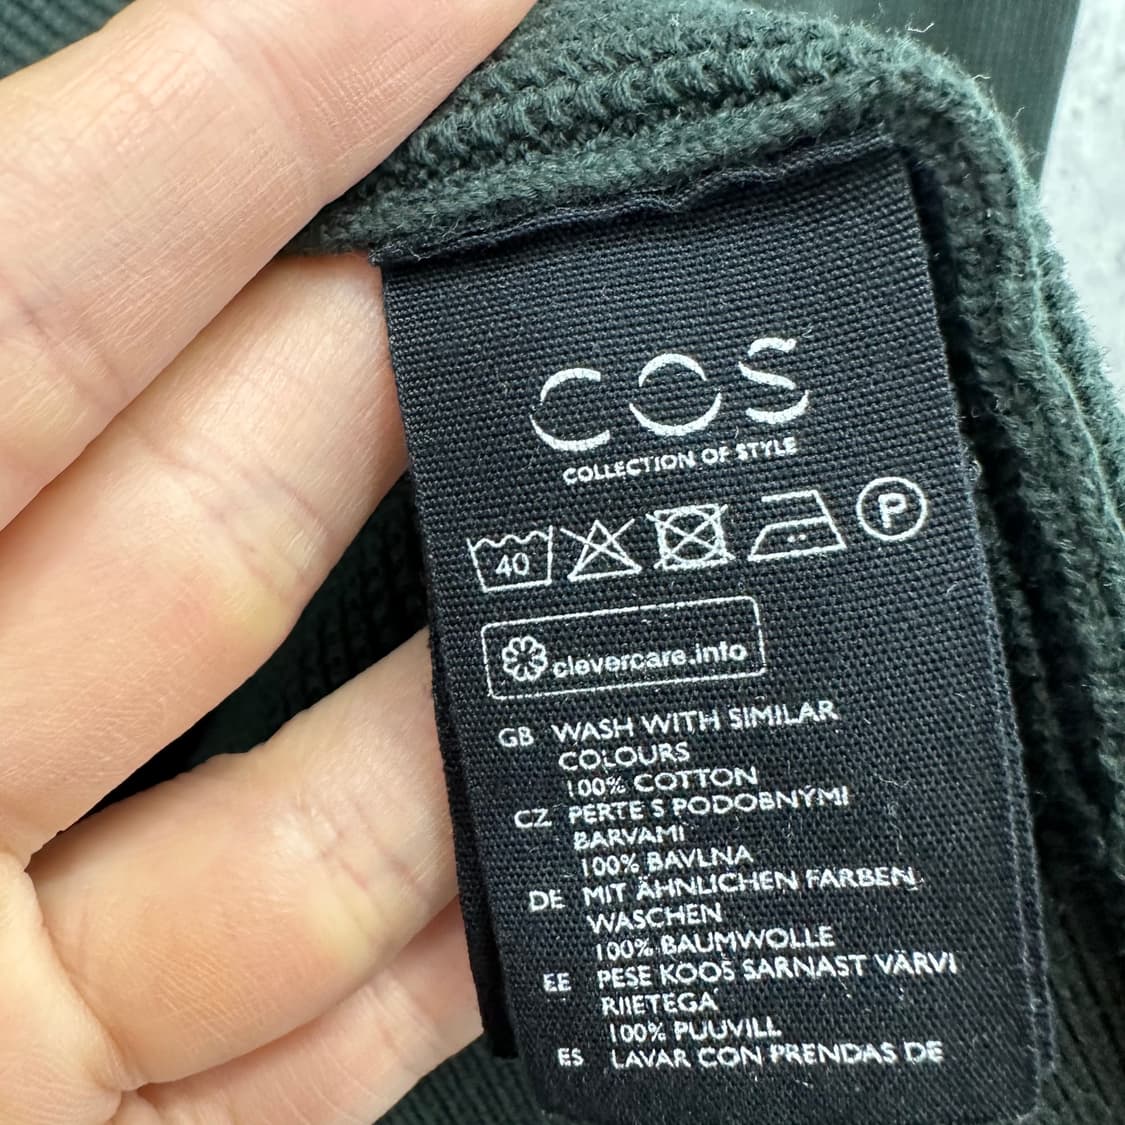 COS
COLLECTION OF STYLE
40
P
clevercare.info
GB WASH WITH SIMILAR
COLOURS
100% COTTON
CZ PERTE S PODOBNÝMI
BARVAMI
100% BAVLNA
DE MIT ÄHNLICHEN FARBEN
WASCHEN
100% BAUMWOLLE
EE PESE KOOS SARNAST VÄRVI
RIIETEGA
100% PUUVILL
ES LAVAR CON PRENDAS DE